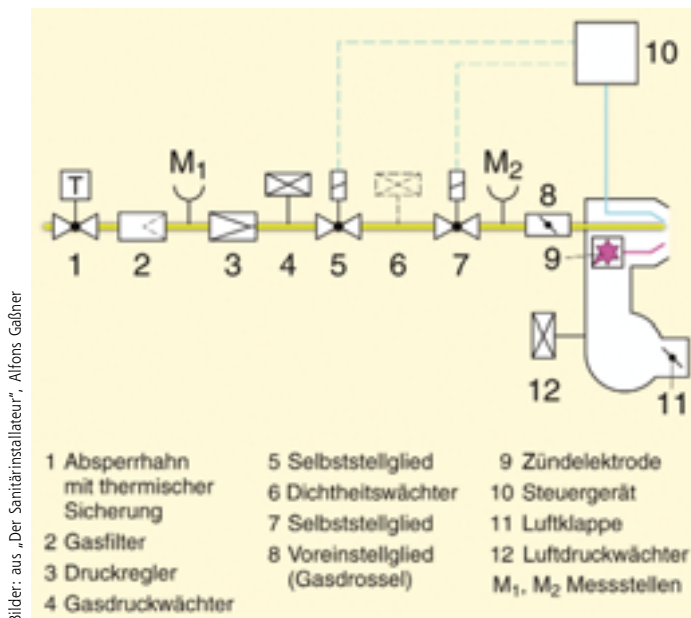 10
M1
M2
T
8
1
2
3
4
5
6
7
9
12
11
1 Absperrhahn
mit thermischer
Sicherung
2 Gasfilter
3 Druckregler
4 Gasdruckwächter
5 Selbststellglied
6 Dichtheitswächter
7 Selbststellglied
8 Voreinstellglied
(Gasdrossel)
9 Zündelektrode
10 Steuergerät
11 Luftklappe
12 Luftdruckwächter
M1, M2 Messstellen
Bilder: aus „Der Sanitärinstallateur", Alfons Gaßner